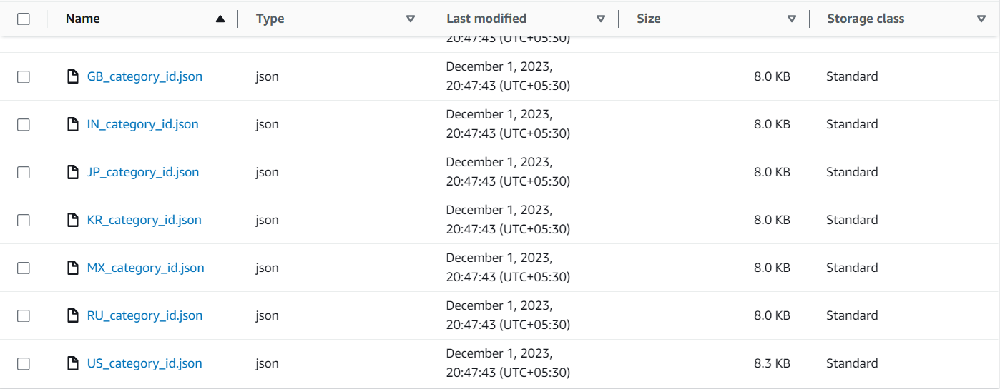 Name Type Last modified Size Storage class
20:47:43 (UTC+05:30)
GB_category_id.json json December 1, 2023, 8.0 KB Standard
20:47:43 (UTC+05:30)
IN_category_id.json json December 1, 2023, 8.0 KB Standard
20:47:43 (UTC+05:30)
JP_category_id.json json December 1, 2023, 8.0 KB Standard
20:47:43 (UTC+05:30)
KR_category_id.json json December 1, 2023, 8.0 KB Standard
20:47:43 (UTC+05:30)
MX_category_id.json json December 1, 2023, 8.0 KB Standard
20:47:43 (UTC+05:30)
RU_category_id.json json December 1, 2023, 8.0 KB Standard
20:47:43 (UTC+05:30)
US_category_id.json json December 1, 2023, 8.3 KB Standard
20:47:43 (UTC+05:30)